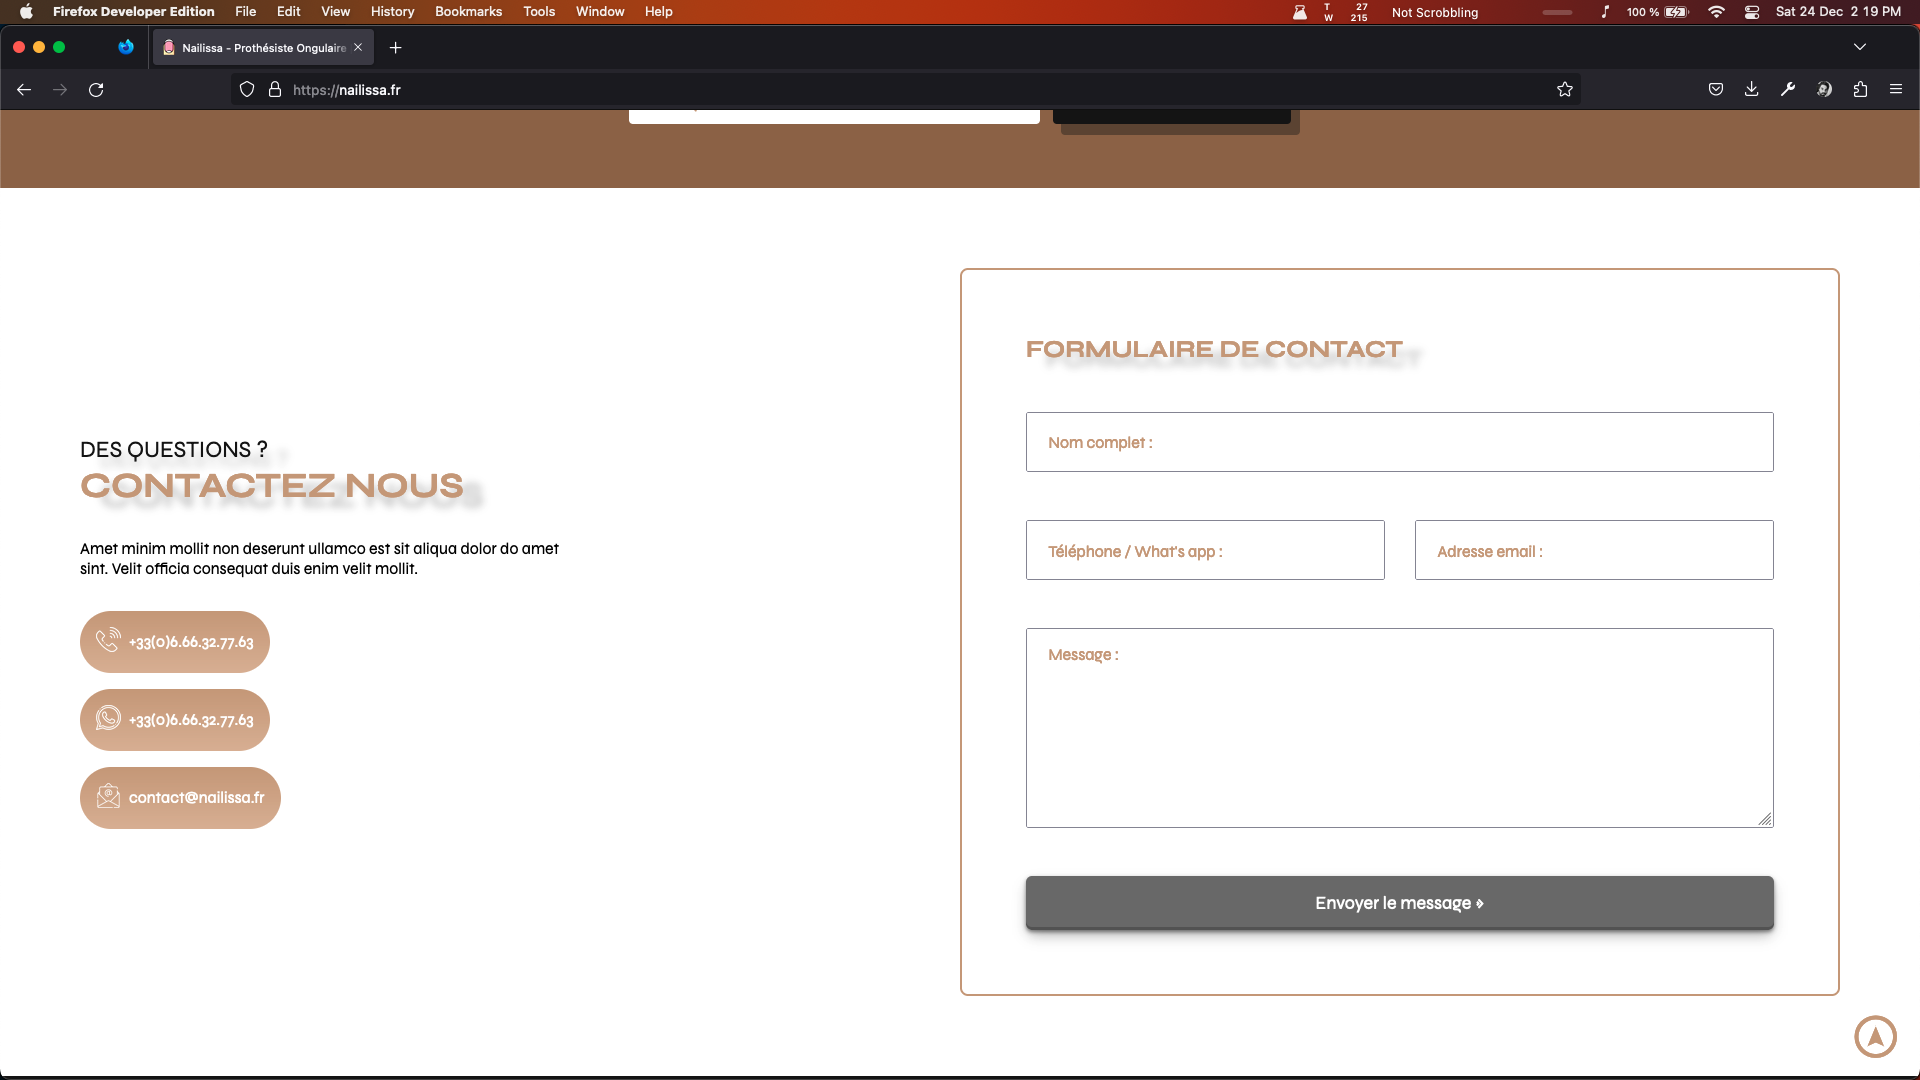 Firefox Developer Edition File Edit View History Bookmarks Tools Window Help
T 27
W 215
Not Scrobbling
100 %
Sat 24 Dec 2 19 PM
Nailissa - Prothésiste Ongulaire
https://nailissa.fr
DES QUESTIONS ?
CONTACTEZ NOUS
Amet minim mollit non deserunt ullamco est sit aliqua dolor do amet
sint. Velit officia consequat duis enim velit mollit.
+33(0)6.66.32.77.63
+33(0)6.66.32.77.63
contact@nailissa.fr
FORMULAIRE DE CONTACT
Nom complet :
Téléphone / What's app :
Adresse email :
Message :
Envoyer le message »